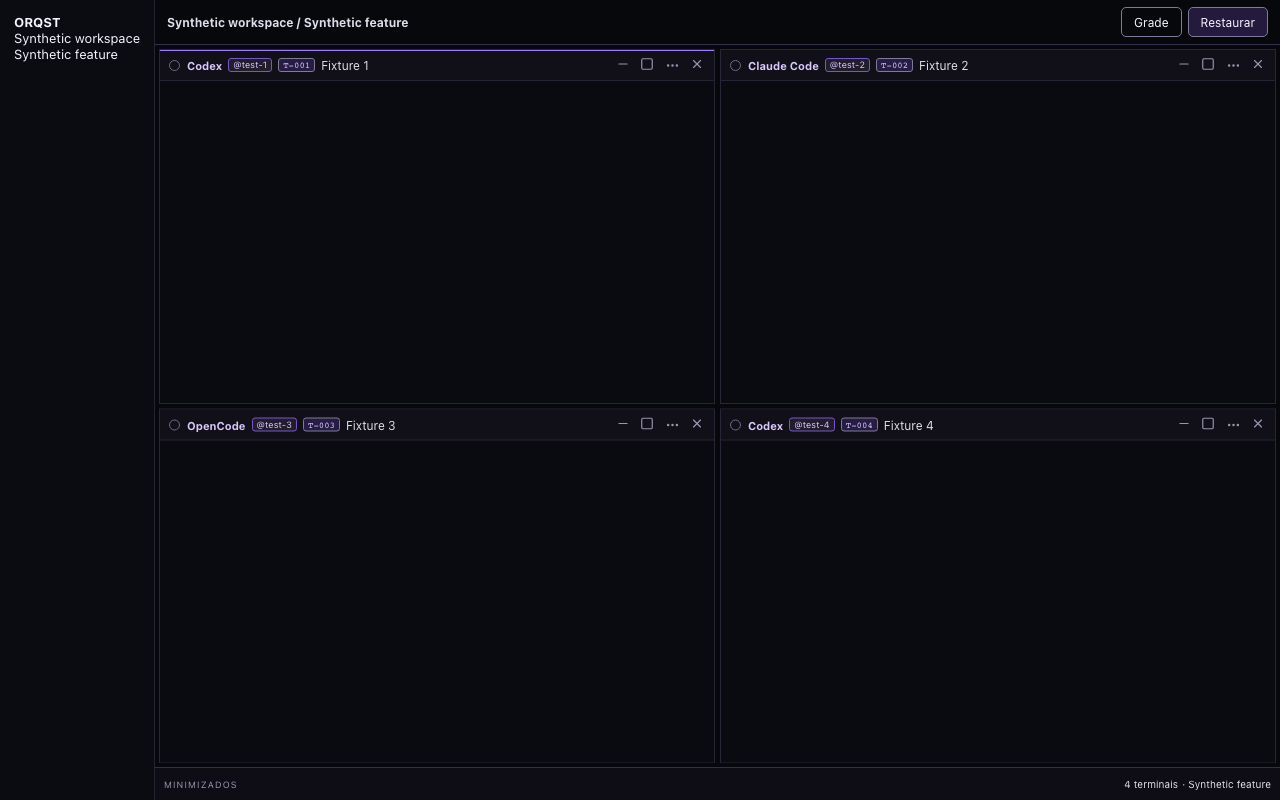 ORQST
Synthetic workspace
Synthetic feature
Synthetic workspace / Synthetic feature
Grade
Restaurar
Codex @test-1 T-001 Fixture 1
Claude Code @test-2 T-002 Fixture 2
OpenCode @test-3 T-003 Fixture 3
Codex @test-4 T-004 Fixture 4
MINIMIZADOS
4 terminals · Synthetic feature